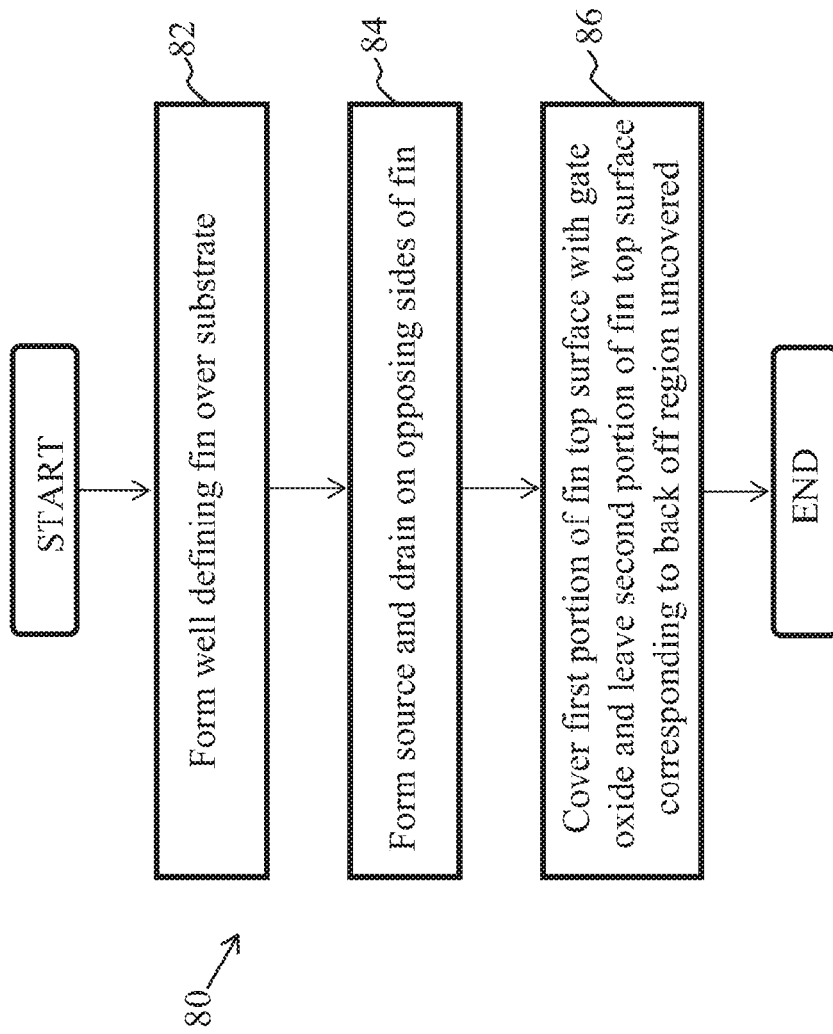 80
START
82
Form well defining fin over substrate
84
Form source and drain on opposing sides of fin
86
Cover first portion of fin top surface with gate
oxide and leave second portion of fin top surface
corresponding to back off region uncovered
END